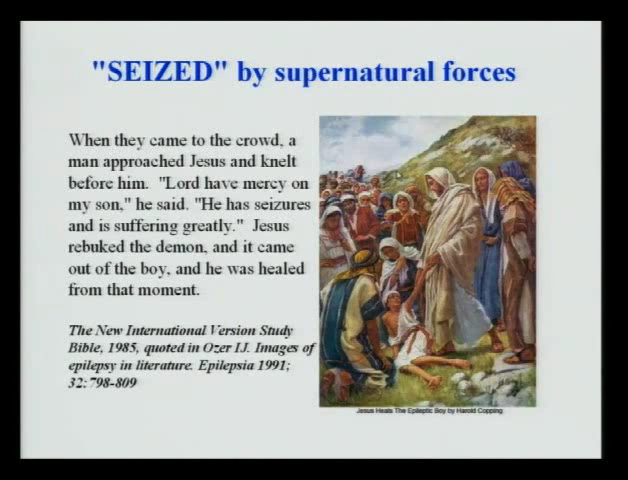 "SEIZED" by supernatural forces
When they came to the crowd, a
man approached Jesus and knelt
before him. "Lord have mercy on
my son," he said. "He has seizures
and is suffering greatly." Jesus
rebuked the demon, and it came
out of the boy, and he was healed
from that moment.
The New International Version Study
Bible, 1985, quoted in Ozer IJ. Images of
epilepsy in literature. Epilepsia 1991;
32:798-809
Jesus Heals The Epileptic Boy by Harold Copping